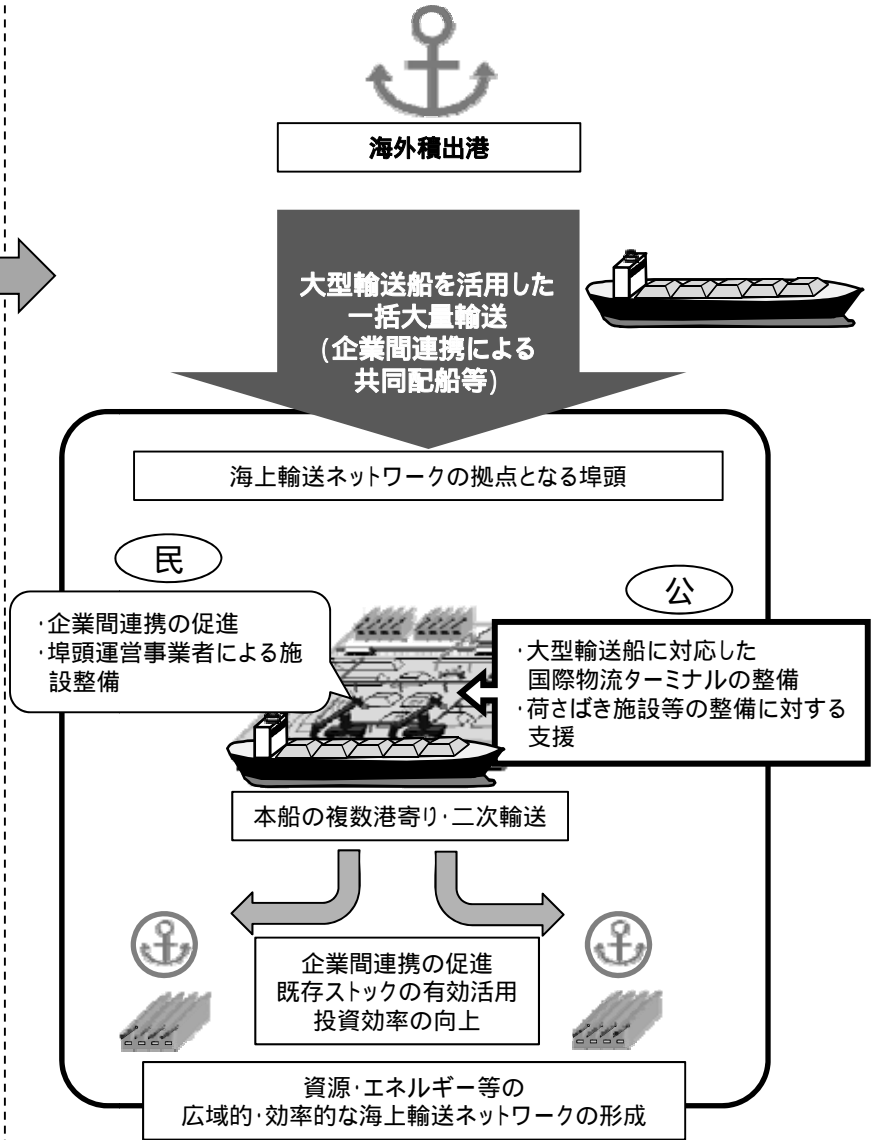 海外積出港
大型輸送船を活用した
一括大量輸送
(企業間連携による
共同配船等)
海上輸送ネットワークの拠点となる埠頭
民
公
・企業間連携の促進
・埠頭運営事業者による施
設整備
・大型輸送船に対応した
国際物流ターミナルの整備
・荷さばき施設等の整備に対する
支援
本船の複数港寄り・二次輸送
企業間連携の促進
既存ストックの有効活用
投資効率の向上
資源・エネルギー等の
広域的・効率的な海上輸送ネットワークの形成